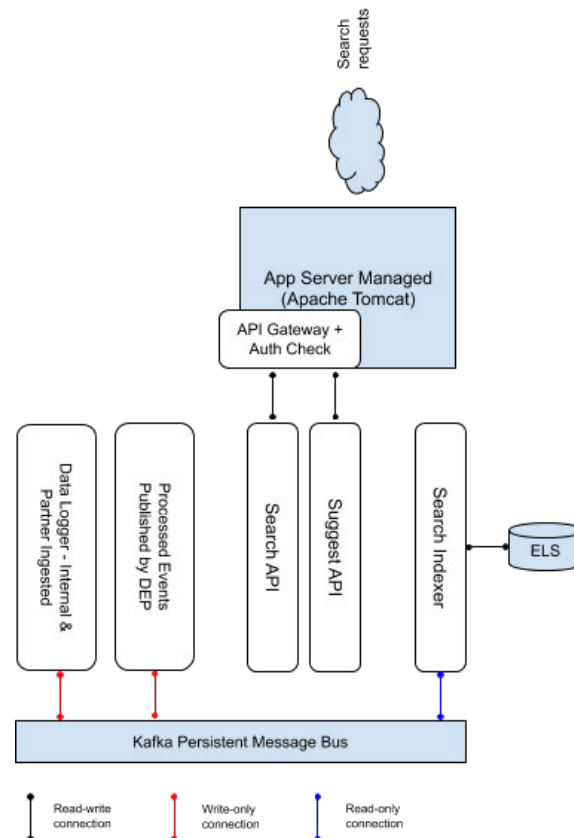 Search
requests
App Server Managed
(Apache Tomcat)
API Gateway +
Auth Check
Data Logger - Internal &
Partner Ingested
Processed Events
Published by DEP
Search API
Suggest API
Search Indexer
ELS
Kafka Persistent Message Bus
Read-write
connection
Write-only
connection
Read-only
connection